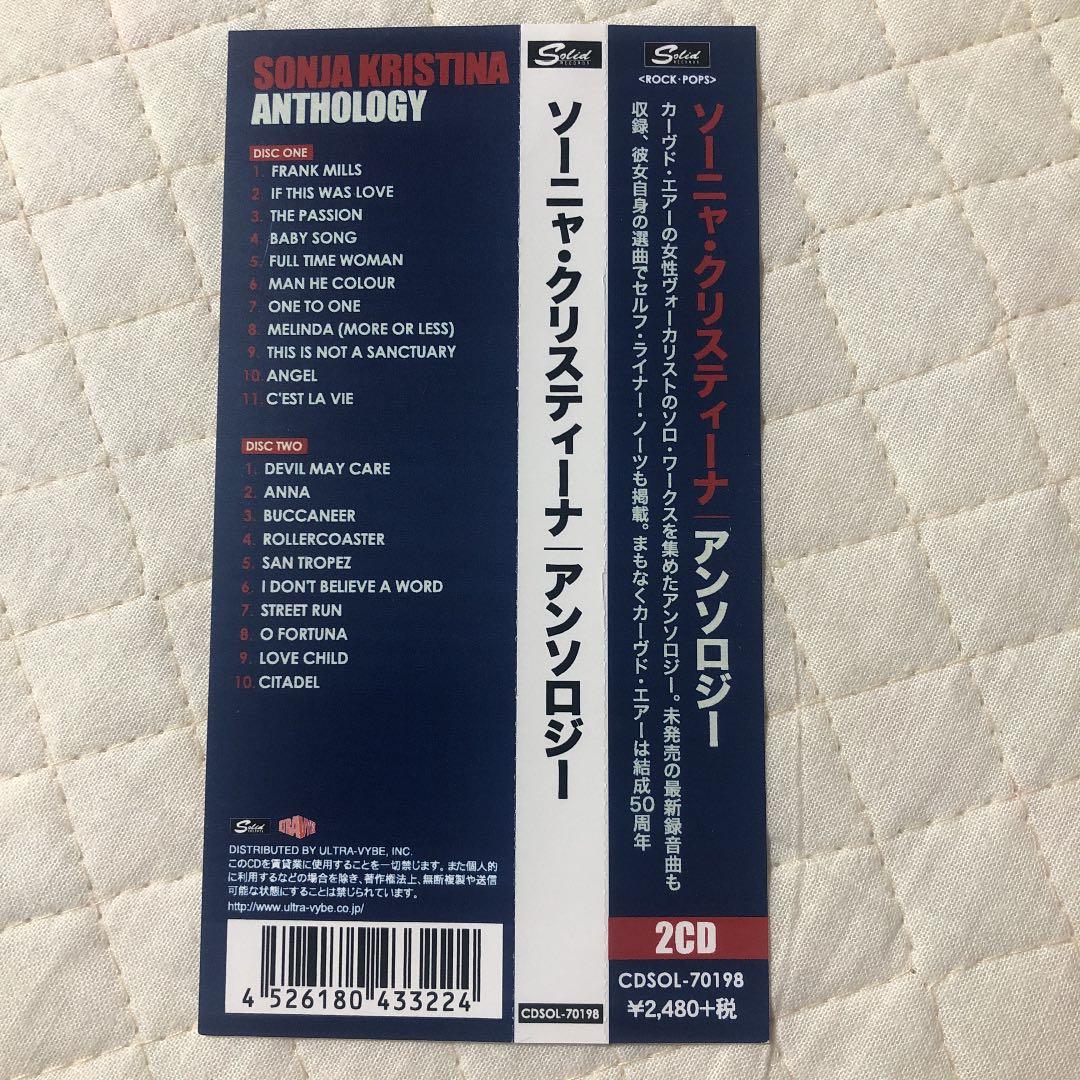 SONJA KRISTINA
ANTHOLOGY
DISC ONE
1. FRANK MILLS
2. IF THIS WAS LOVE
3. THE PASSION
4. BABY SONG
5. FULL TIME WOMAN
6. MAN HE COLOUR
7. ONE TO ONE
8. MELINDA (MORE OR LESS)
9. THIS IS NOT A SANCTUARY
10. ANGEL
11. C'EST LA VIE
DISC TWO
1. DEVIL MAY CARE
2. ANNA
3. BUCCANEER
4. ROLLERCOASTER
5. SAN TROPEZ
6. I DON'T BELIEVE A WORD
7. STREET RUN
8. O FORTUNA
9. LOVE CHILD
10. CITADEL
Solid RECORDS
ULTRA-VYBE
DISTRIBUTED BY ULTRA-VYBE, INC.
このCDを賃貸業に使用することを一切禁じます。また個人的
に利用するなどの場合を除き、著作権法上、無断複製や送信
可能な状態にすることは禁じられています。
http://www.ultra-vybe.co.jp/
4 526180 433224
Solid RECORDS
ソーニャ・クリスティーナ｜アンソロジー
CDSOL-70198
Solid RECORDS
<ROCK・POPS>
ソーニャ・クリスティーナ｜アンソロジー
カーヴド・エアーの女性ヴォーカリストのソロ・ワークスを集めたアンソロジー。未発売の最新録音曲も
収録、彼女自身の選曲でセルフ・ライナー・ノーツも掲載。まもなくカーヴド・エアーは結成50周年
2CD
CDSOL-70198
¥2,480+税